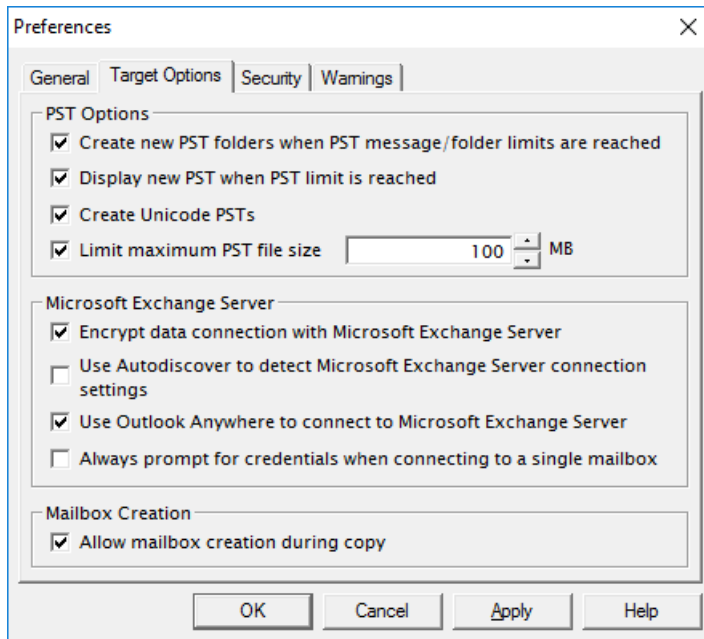 Preferences
General Target Options Security Warnings
PST Options
Create new PST folders when PST message/folder limits are reached
Display new PST when PST limit is reached
Create Unicode PSTs
Limit maximum PST file size 100 MB
Microsoft Exchange Server
Encrypt data connection with Microsoft Exchange Server
Use Autodiscover to detect Microsoft Exchange Server connection
settings
Use Outlook Anywhere to connect to Microsoft Exchange Server
Always prompt for credentials when connecting to a single mailbox
Mailbox Creation
Allow mailbox creation during copy
OK Cancel Apply Help